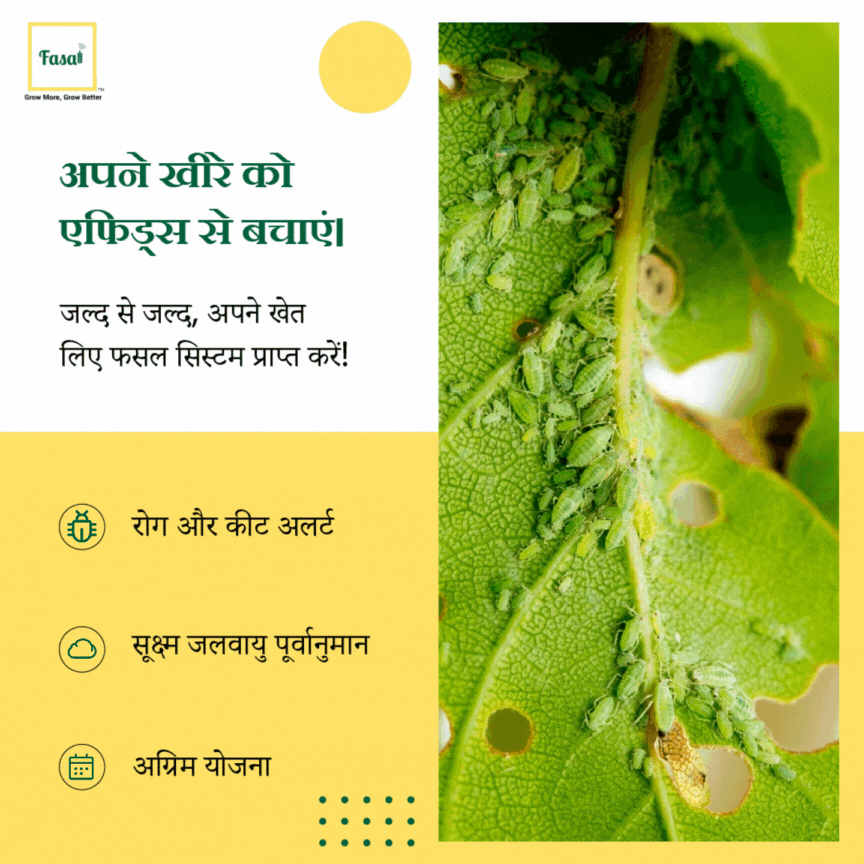 Fasal
Grow More, Grow Better
TM
अपने खीरे को
एफिड्स से बचाएं।
जल्द से जल्द, अपने खेत
लिए फसल सिस्टम प्राप्त करें!
रोग और कीट अलर्ट
सूक्ष्म जलवायु पूर्वानुमान
अग्रिम योजना